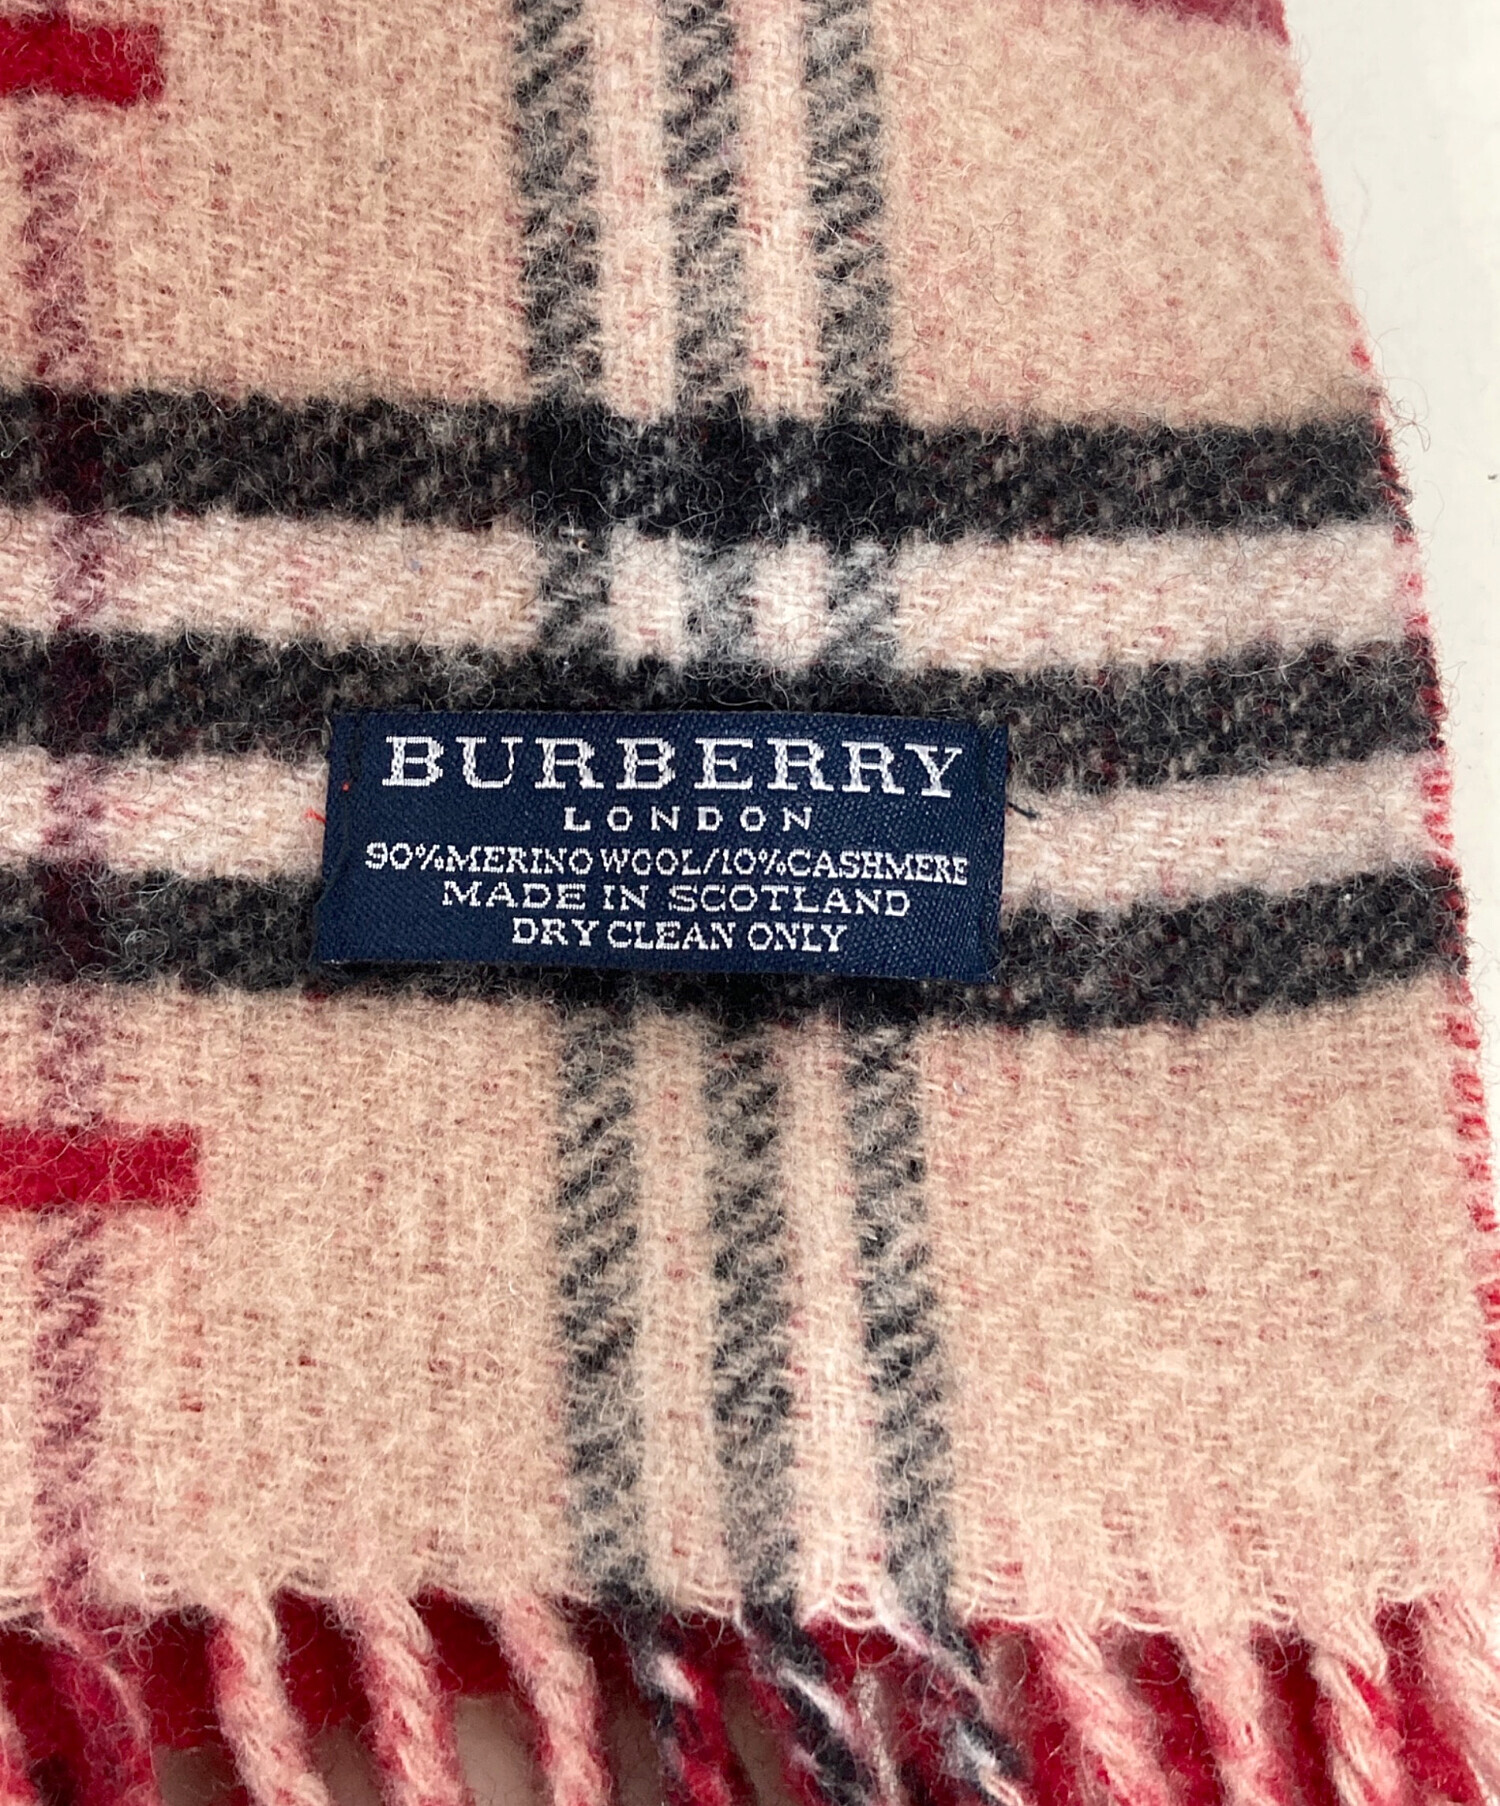 BURBERRY
LONDON
90%MERINO WOOL/10%CASHMERE
MADE IN SCOTLAND
DRY CLEAN ONLY